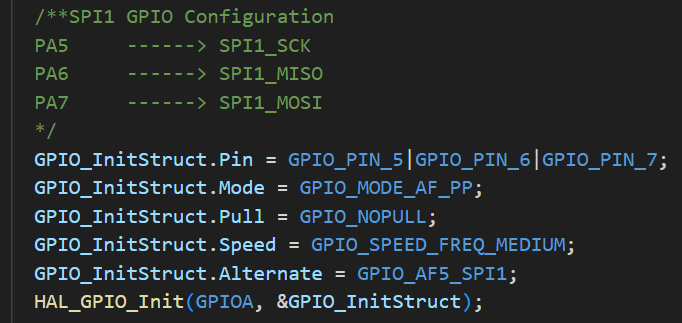 /**SPI1 GPIO Configuration
PA5     ------> SPI1_SCK
PA6     ------> SPI1_MISO
PA7     ------> SPI1_MOSI
*/
GPIO_InitStruct.Pin = GPIO_PIN_5|GPIO_PIN_6|GPIO_PIN_7;
GPIO_InitStruct.Mode = GPIO_MODE_AF_PP;
GPIO_InitStruct.Pull = GPIO_NOPULL;
GPIO_InitStruct.Speed = GPIO_SPEED_FREQ_MEDIUM;
GPIO_InitStruct.Alternate = GPIO_AF5_SPI1;
HAL_GPIO_Init(GPIOA, &GPIO_InitStruct);